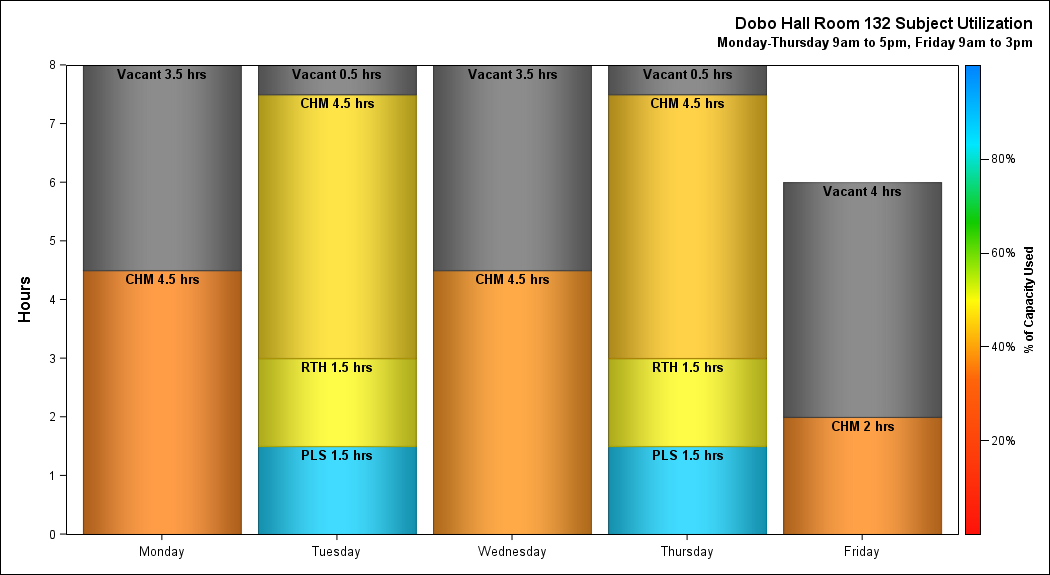 Dobo Hall Room 132 Subject Utilization
Monday-Thursday 9am to 5pm, Friday 9am to 3pm
Hours
8
7
6
5
4
3
2
1
0
Vacant 3.5 hrs
CHM 4.5 hrs
Vacant 0.5 hrs
CHM 4.5 hrs
RTH 1.5 hrs
PLS 1.5 hrs
Vacant 3.5 hrs
CHM 4.5 hrs
Vacant 0.5 hrs
CHM 4.5 hrs
RTH 1.5 hrs
PLS 1.5 hrs
Vacant 4 hrs
CHM 2 hrs
Monday
Tuesday
Wednesday
Thursday
Friday
80%
60%
40%
20%
% of Capacity Used